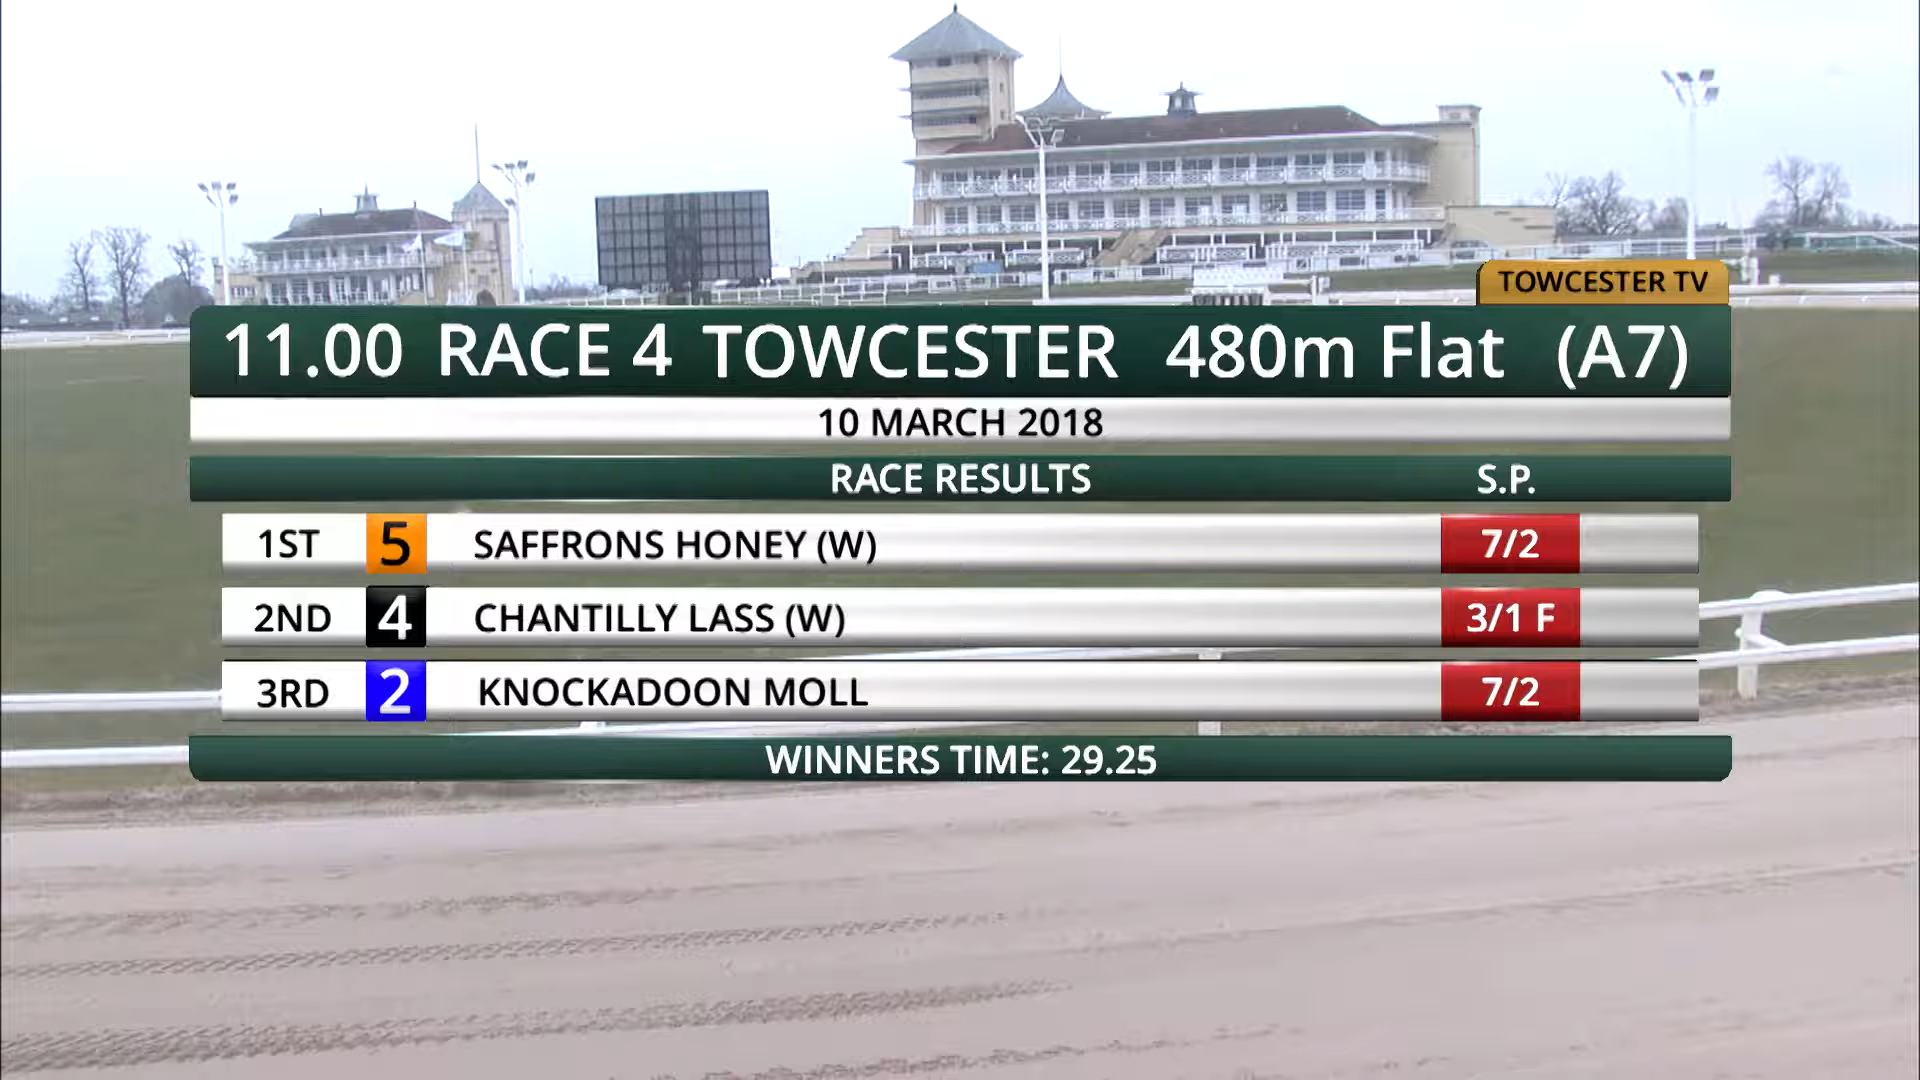 TOWCESTER TV
11.00 RACE 4 TOWCESTER 480m Flat (A7)
10 MARCH 2018
RACE RESULTS S.P.
1ST 5 SAFFRONS HONEY (W) 7/2
2ND 4 CHANTILLY LASS (W) 3/1 F
3RD 2 KNOCKADOON MOLL 7/2
WINNERS TIME: 29.25